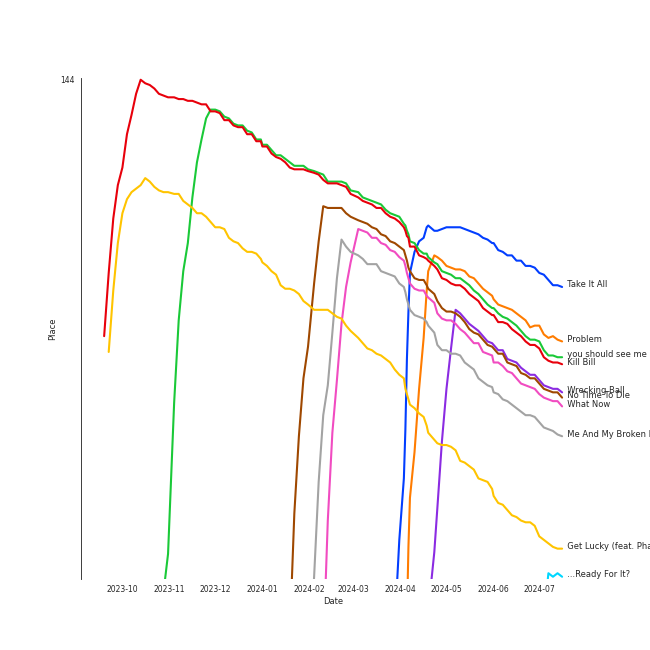 144
Place
Take It All
Problem
you should see me
Kill Bill
Wrecking Ball
No Time To Die
What Now
Me And My Broken
Get Lucky (feat. Pha
...Ready For It?
2023-10 2023-11 2023-12 2024-01 2024-02 2024-03 2024-04 2024-05 2024-06 2024-07
Date